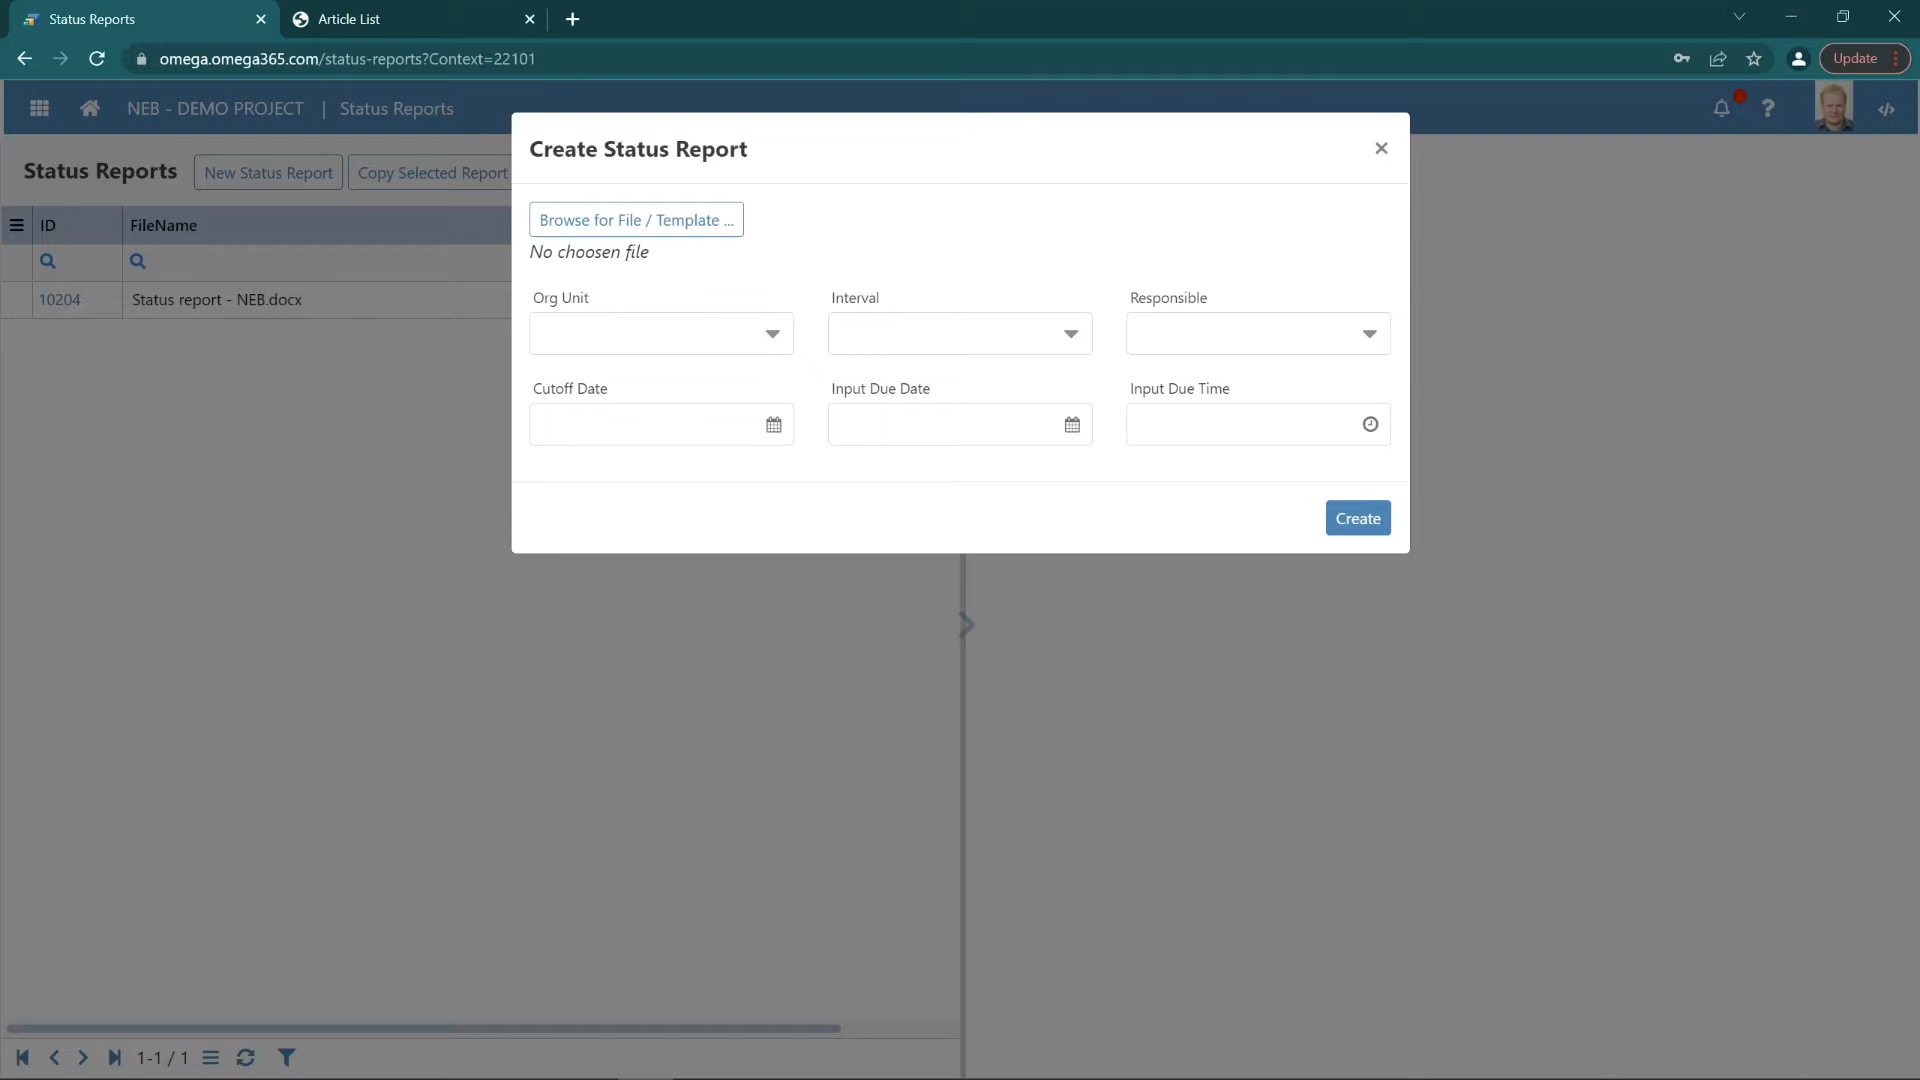 Status Reports
Article List
omega.omega365.com/status-reports?Context=22101
Update
NEB - DEMO PROJECT | Status Reports
Status Reports
New Status Report
Copy Selected Report
ID
FileName
10204
Status report - NEB.docx
Create Status Report
Browse for File / Template ...
No choosen file
Org Unit
Interval
Responsible
Cutoff Date
Input Due Date
Input Due Time
Create
1-1 / 1